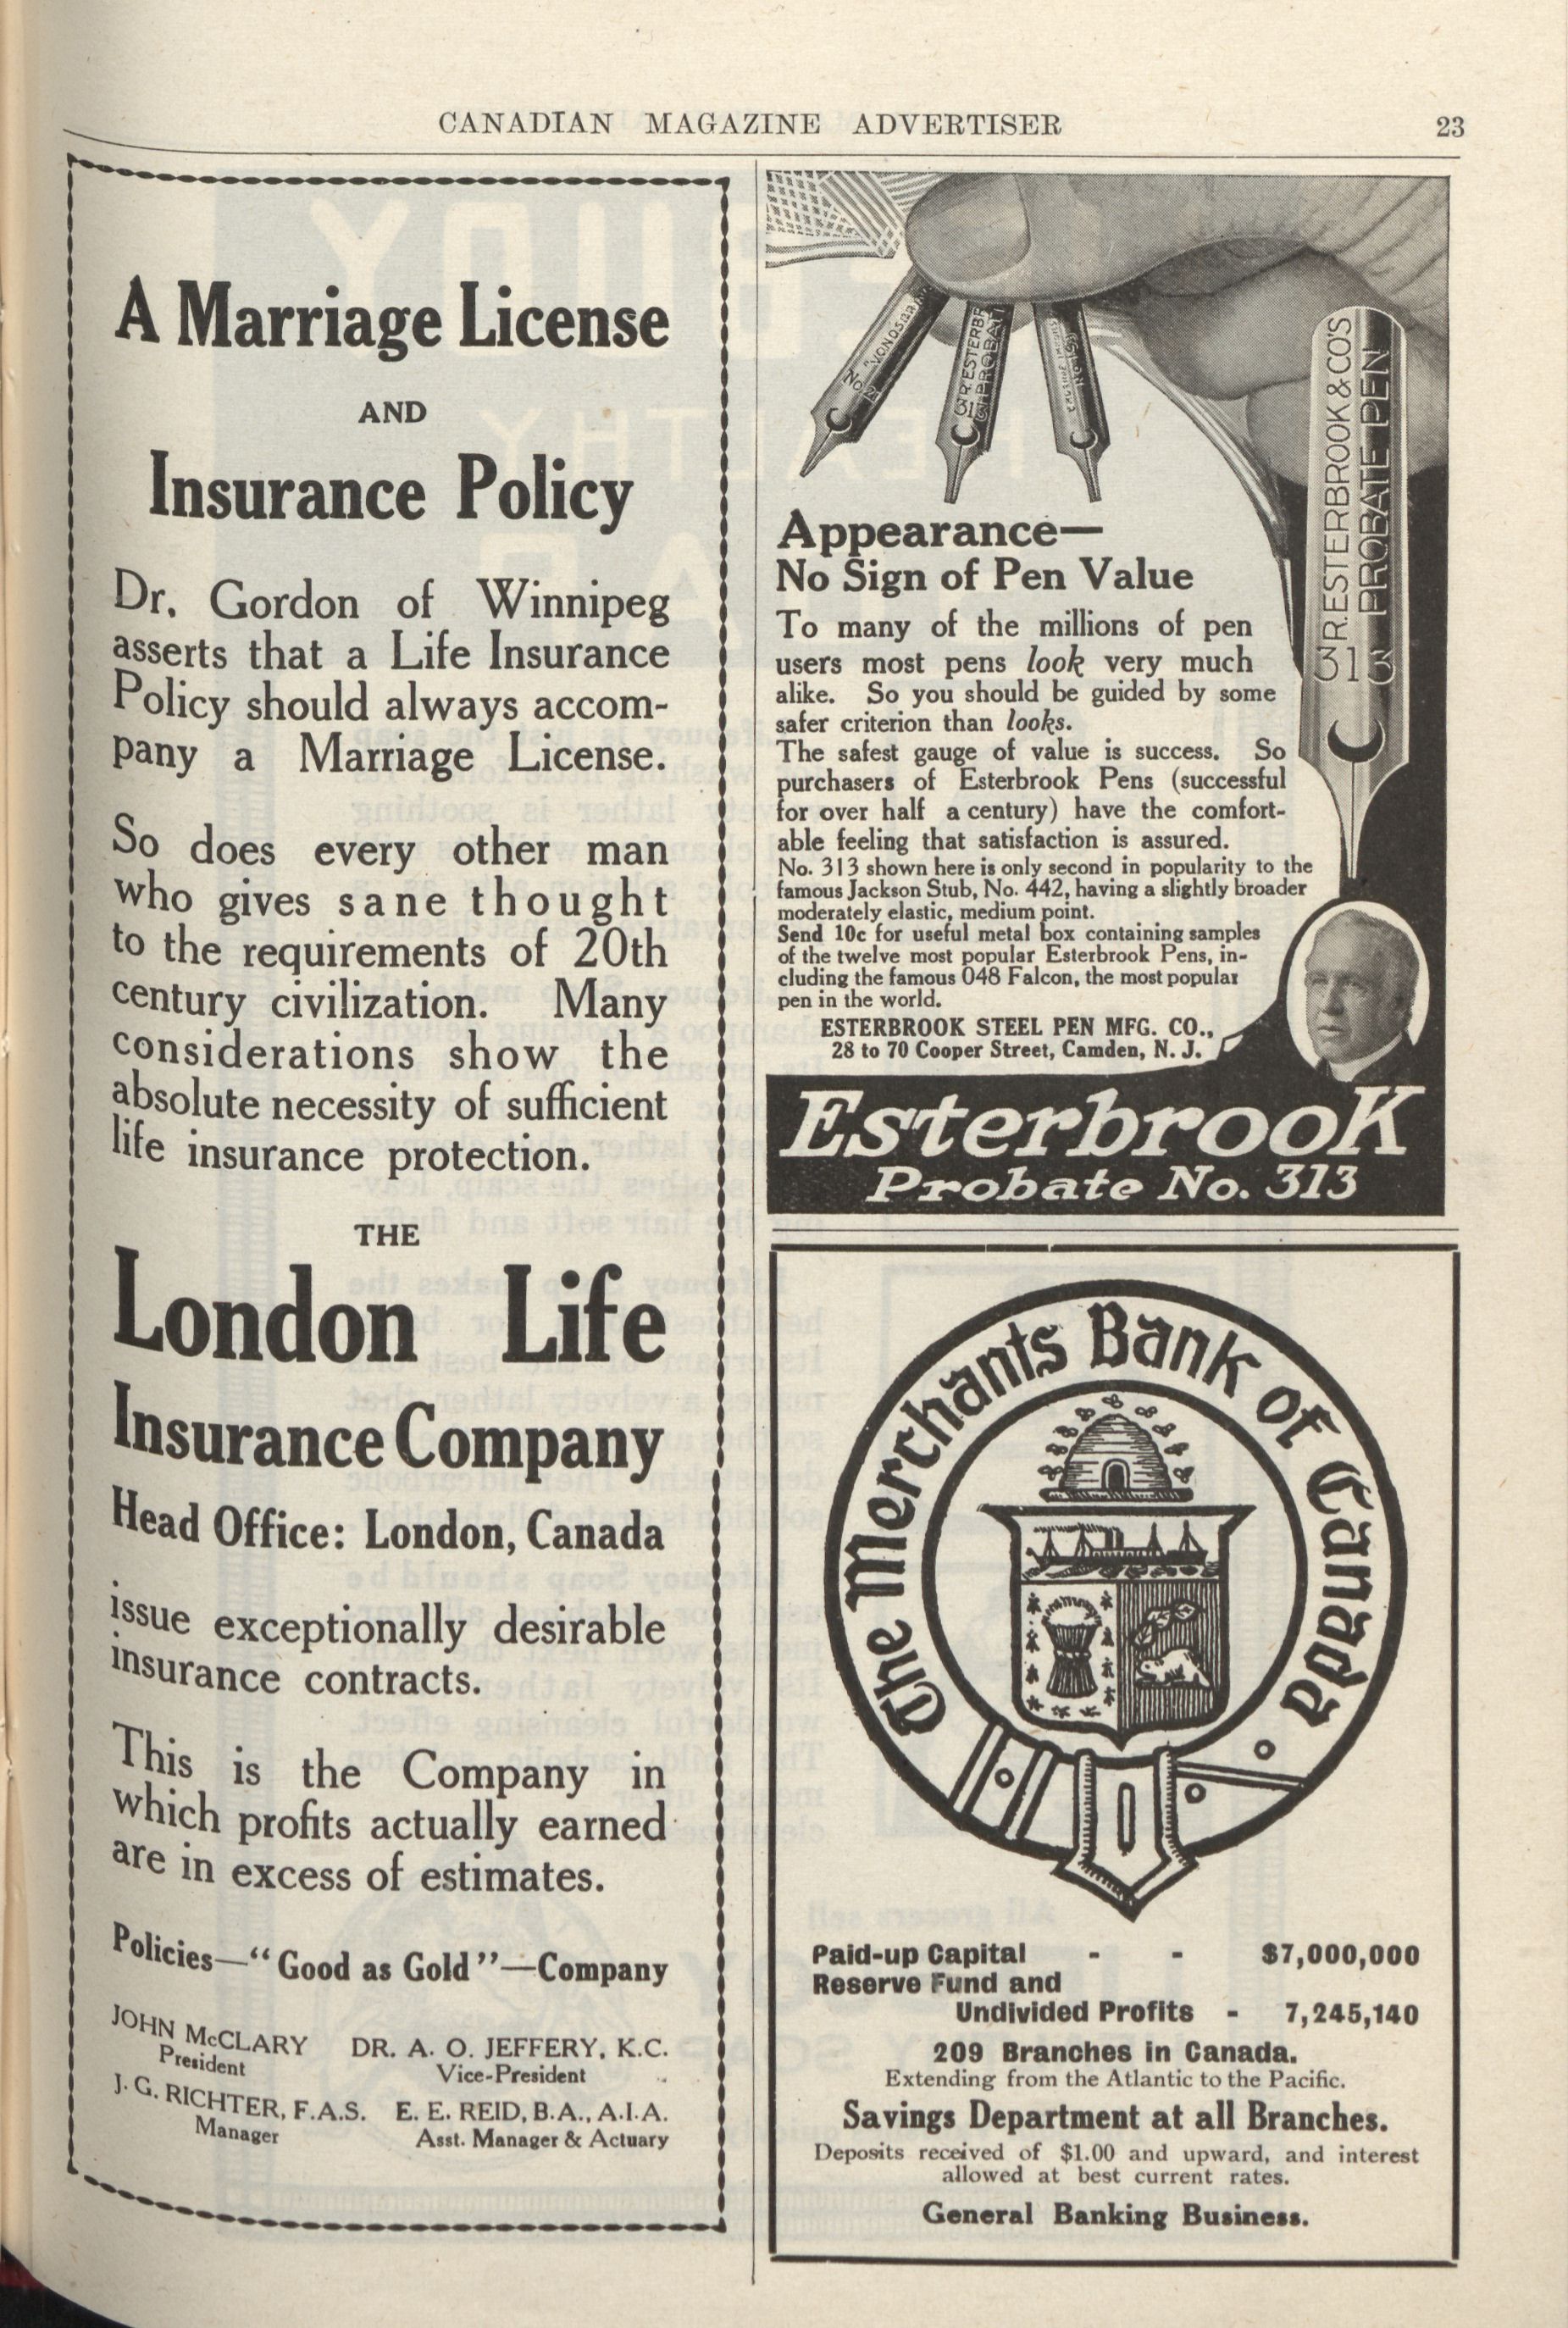 CANADIAN MAGAZINE ADVERTISER 23
A Marriage License
AND
Insurance Policy
Dr. Gordon of Winnipeg
asserts that a Life Insurance
Policy should always accom-
pany a Marriage License.
So does every other man
who gives sane thought
to the requirements of 20th
century civilization. Many
considerations show the
absolute necessity of sufficient
life insurance protection.
THE
London Life
Insurance Company
Head Office: London, Canada
issue exceptionally desirable
insurance contracts.
This is the Company in
which profits actually earned
are in excess of estimates.
Policies—“Good as Gold”—Company
JOHN McCLARY DR. A. O. JEFFERY, K.C.
President Vice-President
J. G. RICHTER, F.A.S. E. E. REID, B.A., A.I.A.
Manager Asst. Manager & Actuary
R. ESTERBROOK & CO'S
313 PROBATE PEN
Appearance—
No Sign of Pen Value
To many of the millions of pen
users most pens look very much
alike. So you should be guided by some
safer criterion than looks.
The safest gauge of value is success. So
purchasers of Esterbrook Pens (successful
for over half a century) have the comfort-
able feeling that satisfaction is assured.
No. 313 shown here is only second in popularity to the
famous Jackson Stub, No. 442, having a slightly broader
moderately elastic, medium point.
Send 10c for useful metal box containing samples
of the twelve most popular Esterbrook Pens, in-
cluding the famous 048 Falcon, the most popular
pen in the world.
ESTERBROOK STEEL PEN MFG. CO.,
28 to 70 Cooper Street, Camden, N. J.
Esterbrook
Probate No. 313
The Merchants Bank of Canada
Paid-up Capital - - $7,000,000
Reserve Fund and
Undivided Profits - 7,245,140
209 Branches in Canada.
Extending from the Atlantic to the Pacific.
Savings Department at all Branches.
Deposits received of $1.00 and upward, and interest
allowed at best current rates.
General Banking Business.